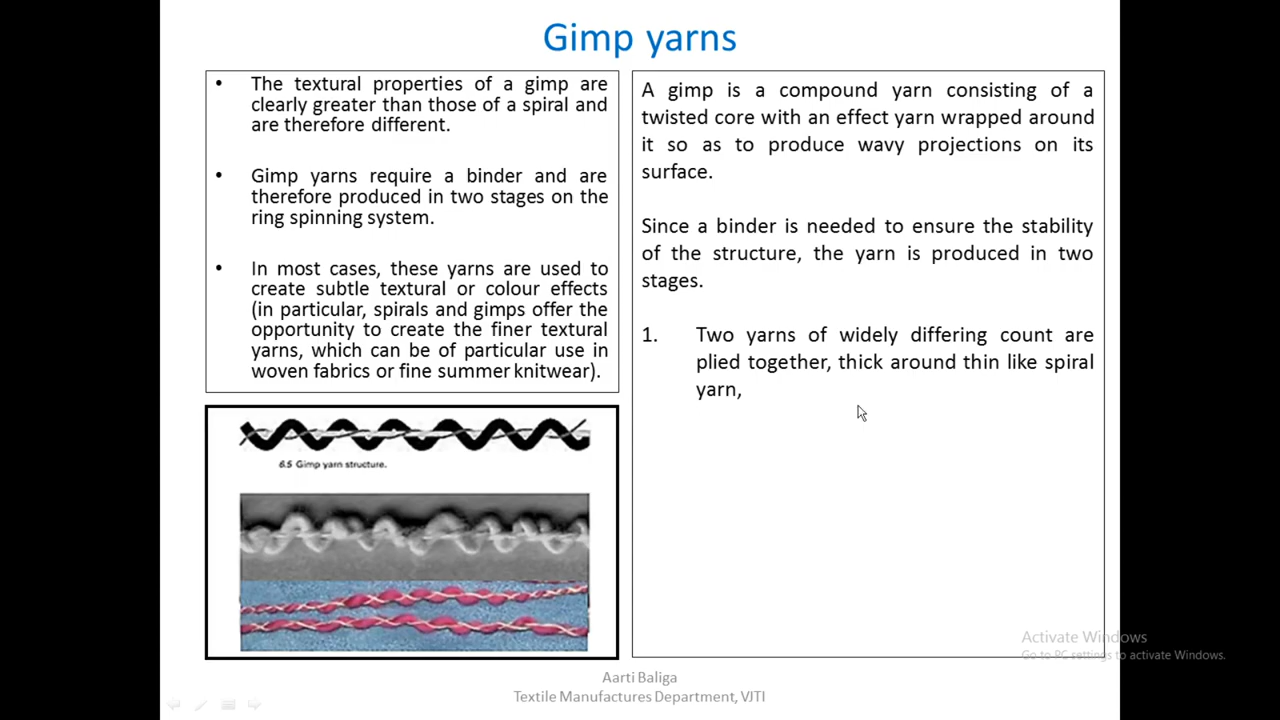 Gimp yarns
• The textural properties of a gimp are
clearly greater than those of a spiral and
are therefore different.
• Gimp yarns require a binder and are
therefore produced in two stages on the
ring spinning system.
• In most cases, these yarns are used to
create subtle textural or colour effects
(in particular, spirals and gimps offer the
opportunity to create the finer textural
yarns, which can be of particular use in
woven fabrics or fine summer knitwear).
6.5 Gimp yarn structure.
A gimp is a compound yarn consisting of a
twisted core with an effect yarn wrapped around
it so as to produce wavy projections on its
surface.
Since a binder is needed to ensure the stability
of the structure, the yarn is produced in two
stages.
1. Two yarns of widely differing count are
plied together, thick around thin like spiral
yarn,
Activate Windows
Go to PC settings to activate Windows.
Aarti Baliga
Textile Manufactures Department, VJTI